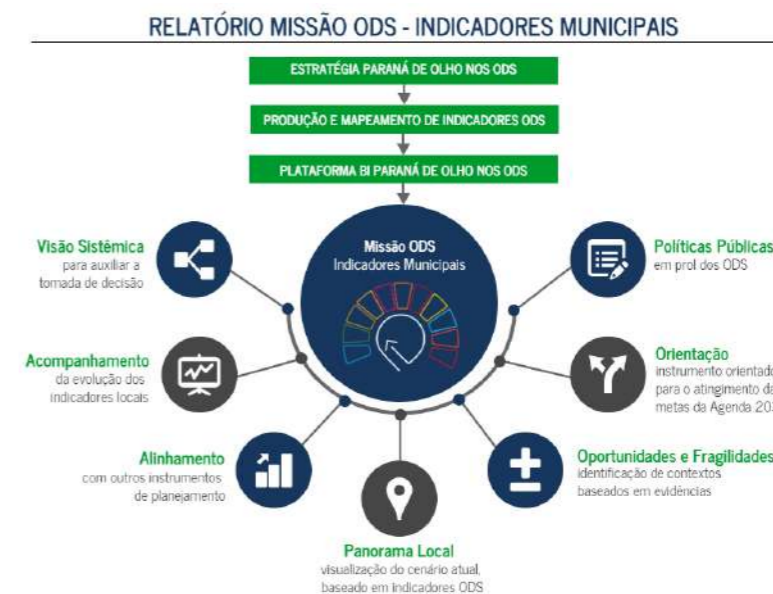 RELATÓRIO MISSÃO ODS - INDICADORES MUNICIPAIS
ESTRATÉGIA PARANÁ DE OLHO NOS ODS
PRODUÇÃO E MAPEAMENTO DE INDICADORES ODS
PLATAFORMA BI PARANÁ DE OLHO NOS ODS
Missão ODS
Indicadores Municipais
Visão Sistêmica
para auxiliar a
tomada de decisão
Acompanhamento
da evolução dos
indicadores locais
Alinhamento
com outros instrumentos
de planejamento
Panorama Local
visualização do cenário atual,
baseado em indicadores ODS
Oportunidades e Fragilidades
identificação de contextos
baseados em evidências
Orientação
instrumento orientado
para o atingimento da
metas da Agenda 20
Políticas Públicas
em prol dos ODS